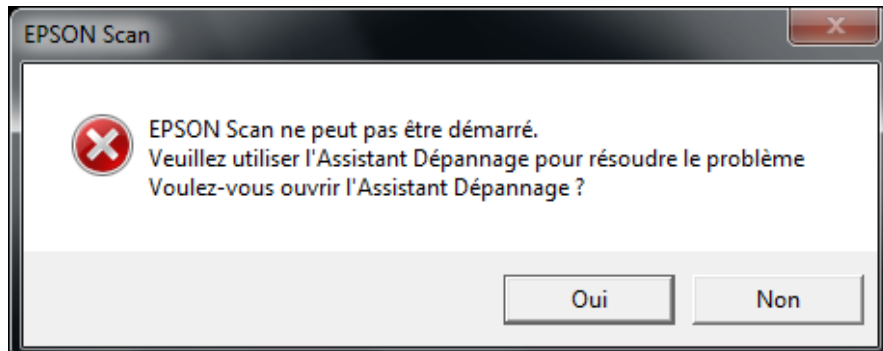 EPSON Scan
EPSON Scan ne peut pas être démarré.
Veuillez utiliser l'Assistant Dépannage pour résoudre le problème
Voulez-vous ouvrir l'Assistant Dépannage ?
Oui
Non